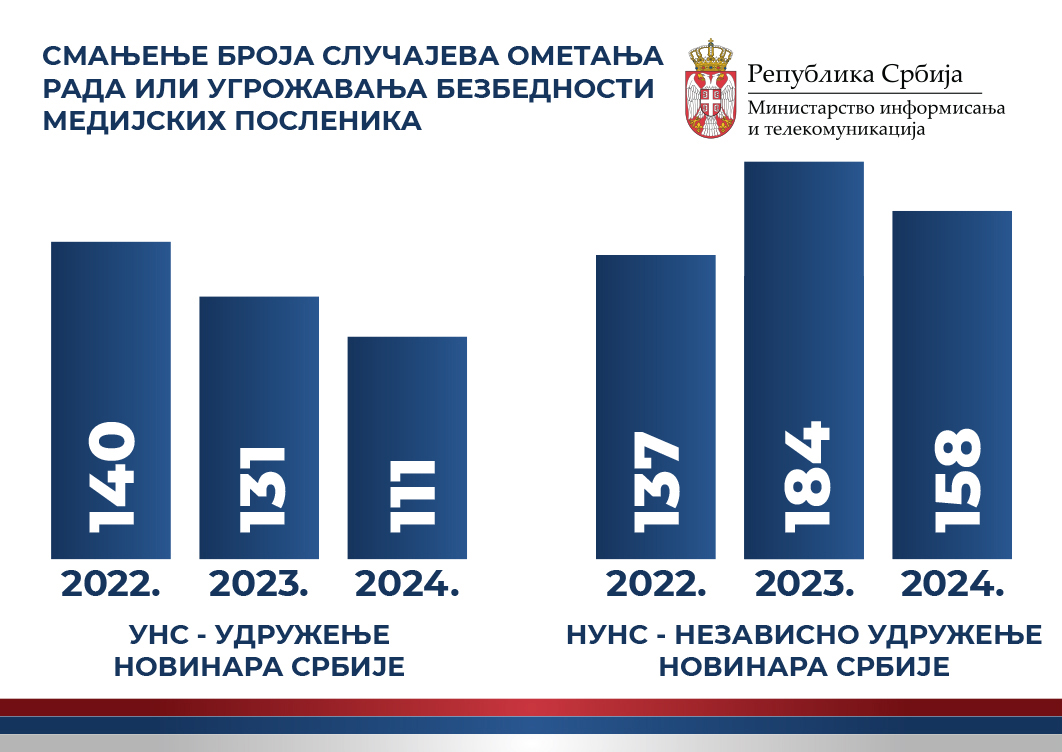 СМАЊЕЊЕ БРОЈА СЛУЧАЈЕВА ОМЕТАЊА
РАДА ИЛИ УГРОЖАВАЊА БЕЗБЕДНОСТИ
МЕДИЈСКИХ ПОСЛЕНИКА
Република Србија
Министарство информисања
и телекомуникација
140
131
111
137
184
158
2022.
2023.
2024.
2022.
2023.
2024.
УНС - УДРУЖЕЊЕ
НОВИНАРА СРБИЈЕ
НУНС - НЕЗАВИСНО УДРУЖЕЊЕ
НОВИНАРА СРБИЈЕ